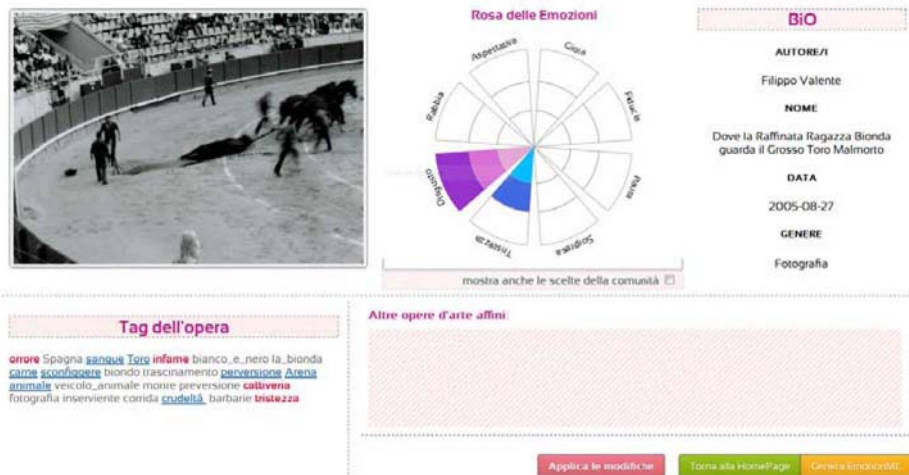 Rosa delle Emozioni
Aspettativa
Gioia
Rabbia
Fiducia
Disgusto
Paura
Tristezza
Sorpresa
mostra anche le scelte della comunità
BiO
AUTORE/I
Filippo Valente
NOME
Dove la Raffinata Ragazza Bionda
guarda il Grosso Toro Malmorto
DATA
2005-08-27
GENERE
Fotografia
Tag dell'opera
orrore Spagna sangue Toro infame bianco_e_nero la_bionda
carne sconfiggere biondo trascinamento perversione Arena
animale veicolo_animale morire preversione cattiveria
fotografia inserviente corrida crudeltà barbarie tristezza
Altre opere d'arte affini:
Applica le modifiche
Torna alla HomePage
Genera EmotionML